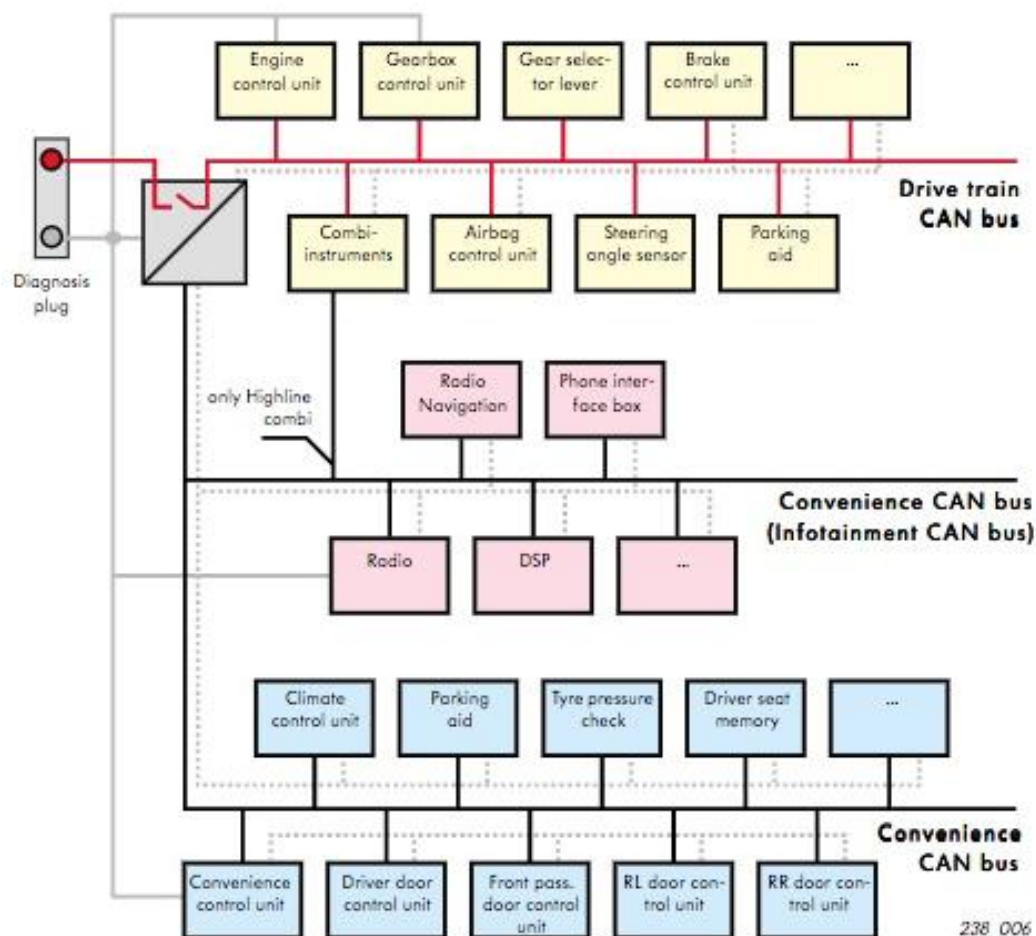 Engine
control unit
Gearbox
control unit
Gear selec-
tor lever
Brake
control unit
...
Drive train
CAN bus
Diagnosis
plug
Combi-
instruments
Airbag
control unit
Steering
angle sensor
Parking
aid
only Highline
combi
Radio
Navigation
Phone inter-
face box
Convenience CAN bus
(Infotainment CAN bus)
Radio
DSP
...
Climate
control unit
Parking
aid
Tyre pressure
check
Driver seat
memory
...
Convenience
CAN bus
Convenience
control unit
Driver door
control unit
Front pass.
door control
unit
RL door con-
trol unit
RR door con-
trol unit
238_006